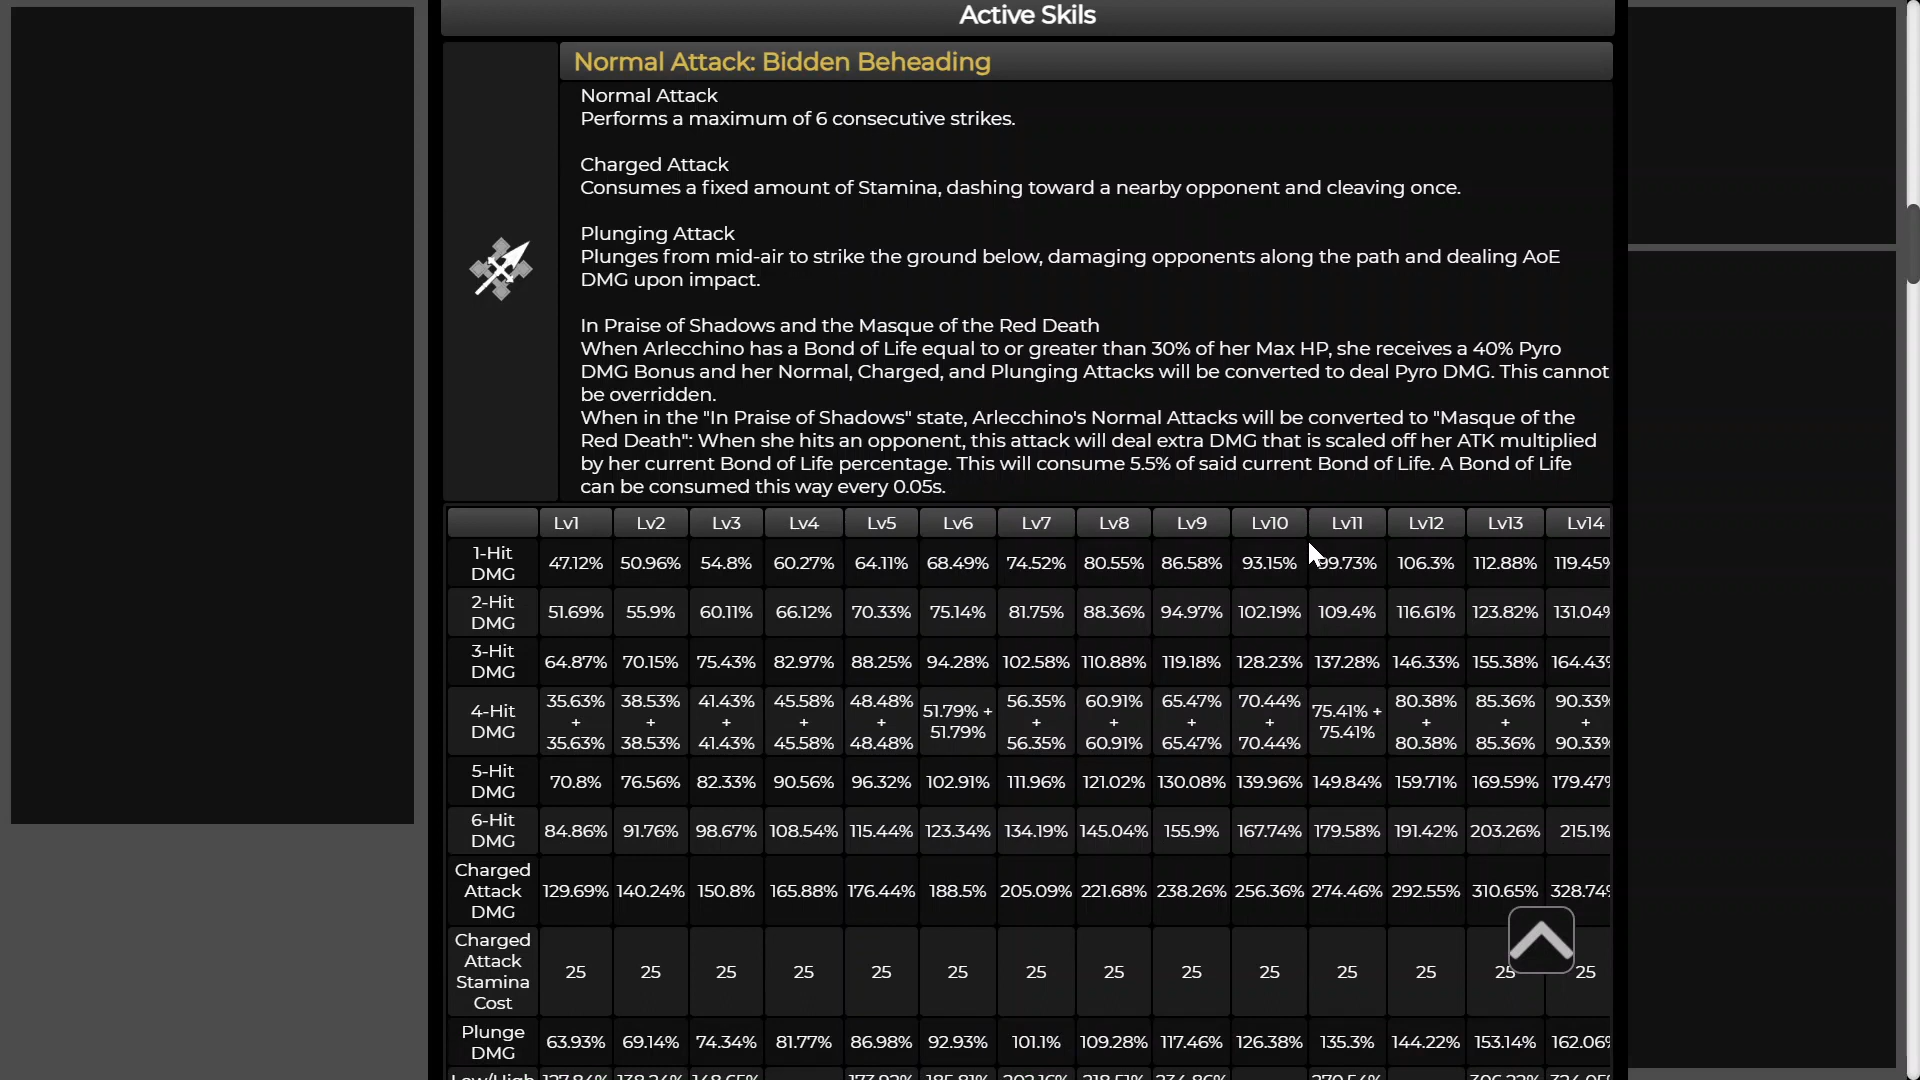 Active Skils
Normal Attack: Bidden Beheading
Normal Attack
Performs a maximum of 6 consecutive strikes.
Charged Attack
Consumes a fixed amount of Stamina, dashing toward a nearby opponent and cleaving once.
Plunging Attack
Plunges from mid-air to strike the ground below, damaging opponents along the path and dealing AoE
DMG upon impact.
In Praise of Shadows and the Masque of the Red Death
When Arlecchino has a Bond of Life equal to or greater than 30% of her Max HP, she receives a 40% Pyro
DMG Bonus and her Normal, Charged, and Plunging Attacks will be converted to deal Pyro DMG. This cannot
be overridden.
When in the "In Praise of Shadows" state, Arlecchino's Normal Attacks will be converted to "Masque of the
Red Death": When she hits an opponent, this attack will deal extra DMG that is scaled off her ATK multiplied
by her current Bond of Life percentage. This will consume 5.5% of said current Bond of Life. A Bond of Life
can be consumed this way every 0.05s.
Lv1 Lv2 Lv3 Lv4 Lv5 Lv6 Lv7 Lv8 Lv9 Lv10 Lv11 Lv12 Lv13 Lv14
1-Hit
DMG 47.12% 50.96% 54.8% 60.27% 64.11% 68.49% 74.52% 80.55% 86.58% 93.15% 99.73% 106.3% 112.88% 119.45%
2-Hit
DMG 51.69% 55.9% 60.11% 66.12% 70.33% 75.14% 81.75% 88.36% 94.97% 102.19% 109.4% 116.61% 123.82% 131.04%
3-Hit
DMG 64.87% 70.15% 75.43% 82.97% 88.25% 94.28% 102.58% 110.88% 119.18% 128.23% 137.28% 146.33% 155.38% 164.43%
4-Hit
DMG 35.63% + 35.63% 38.53% + 38.53% 41.43% + 41.43% 45.58% + 45.58% 48.48% + 48.48% 51.79% + 51.79% 56.35% + 56.35% 60.91% + 60.91% 65.47% + 65.47% 70.44% + 70.44% 75.41% + 75.41% 80.38% + 80.38% 85.36% + 85.36% 90.33% + 90.33%
5-Hit
DMG 70.8% 76.56% 82.33% 90.56% 96.32% 102.91% 111.96% 121.02% 130.08% 139.96% 149.84% 159.71% 169.59% 179.47%
6-Hit
DMG 84.86% 91.76% 98.67% 108.54% 115.44% 123.34% 134.19% 145.04% 155.9% 167.74% 179.58% 191.42% 203.26% 215.1%
Charged
Attack
DMG 129.69% 140.24% 150.8% 165.88% 176.44% 188.5% 205.09% 221.68% 238.26% 256.36% 274.46% 292.55% 310.65% 328.74%
Charged
Attack
Stamina
Cost 25 25 25 25 25 25 25 25 25 25 25 25 25 25
Plunge
DMG 63.93% 69.14% 74.34% 81.77% 86.98% 92.93% 101.1% 109.28% 117.46% 126.38% 135.3% 144.22% 153.14% 162.06%
Low/High